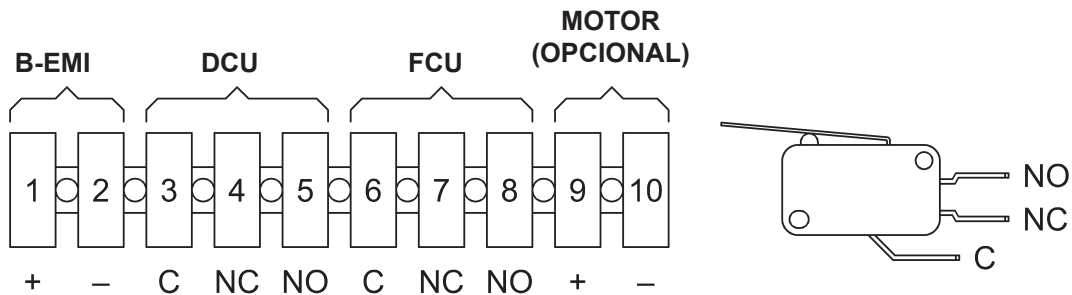 MOTOR
(OPCIONAL)
B-EMI DCU FCU
1 2 3 4 5 6 7 8 9 10
+ – C NC NO C NC NO + –
NO
NC
C